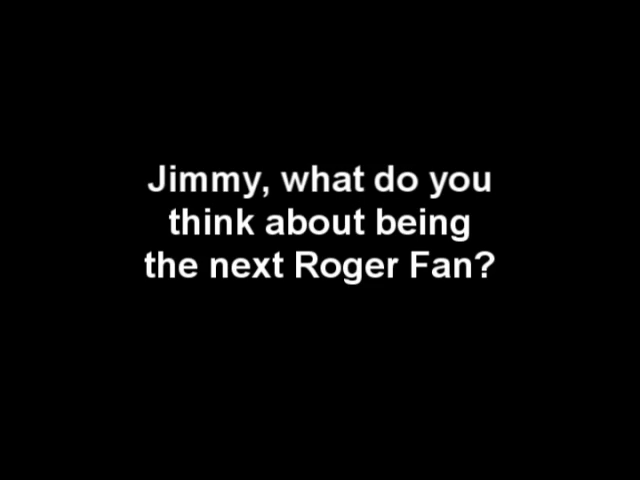 Jimmy, what do you
think about being
the next Roger Fan?